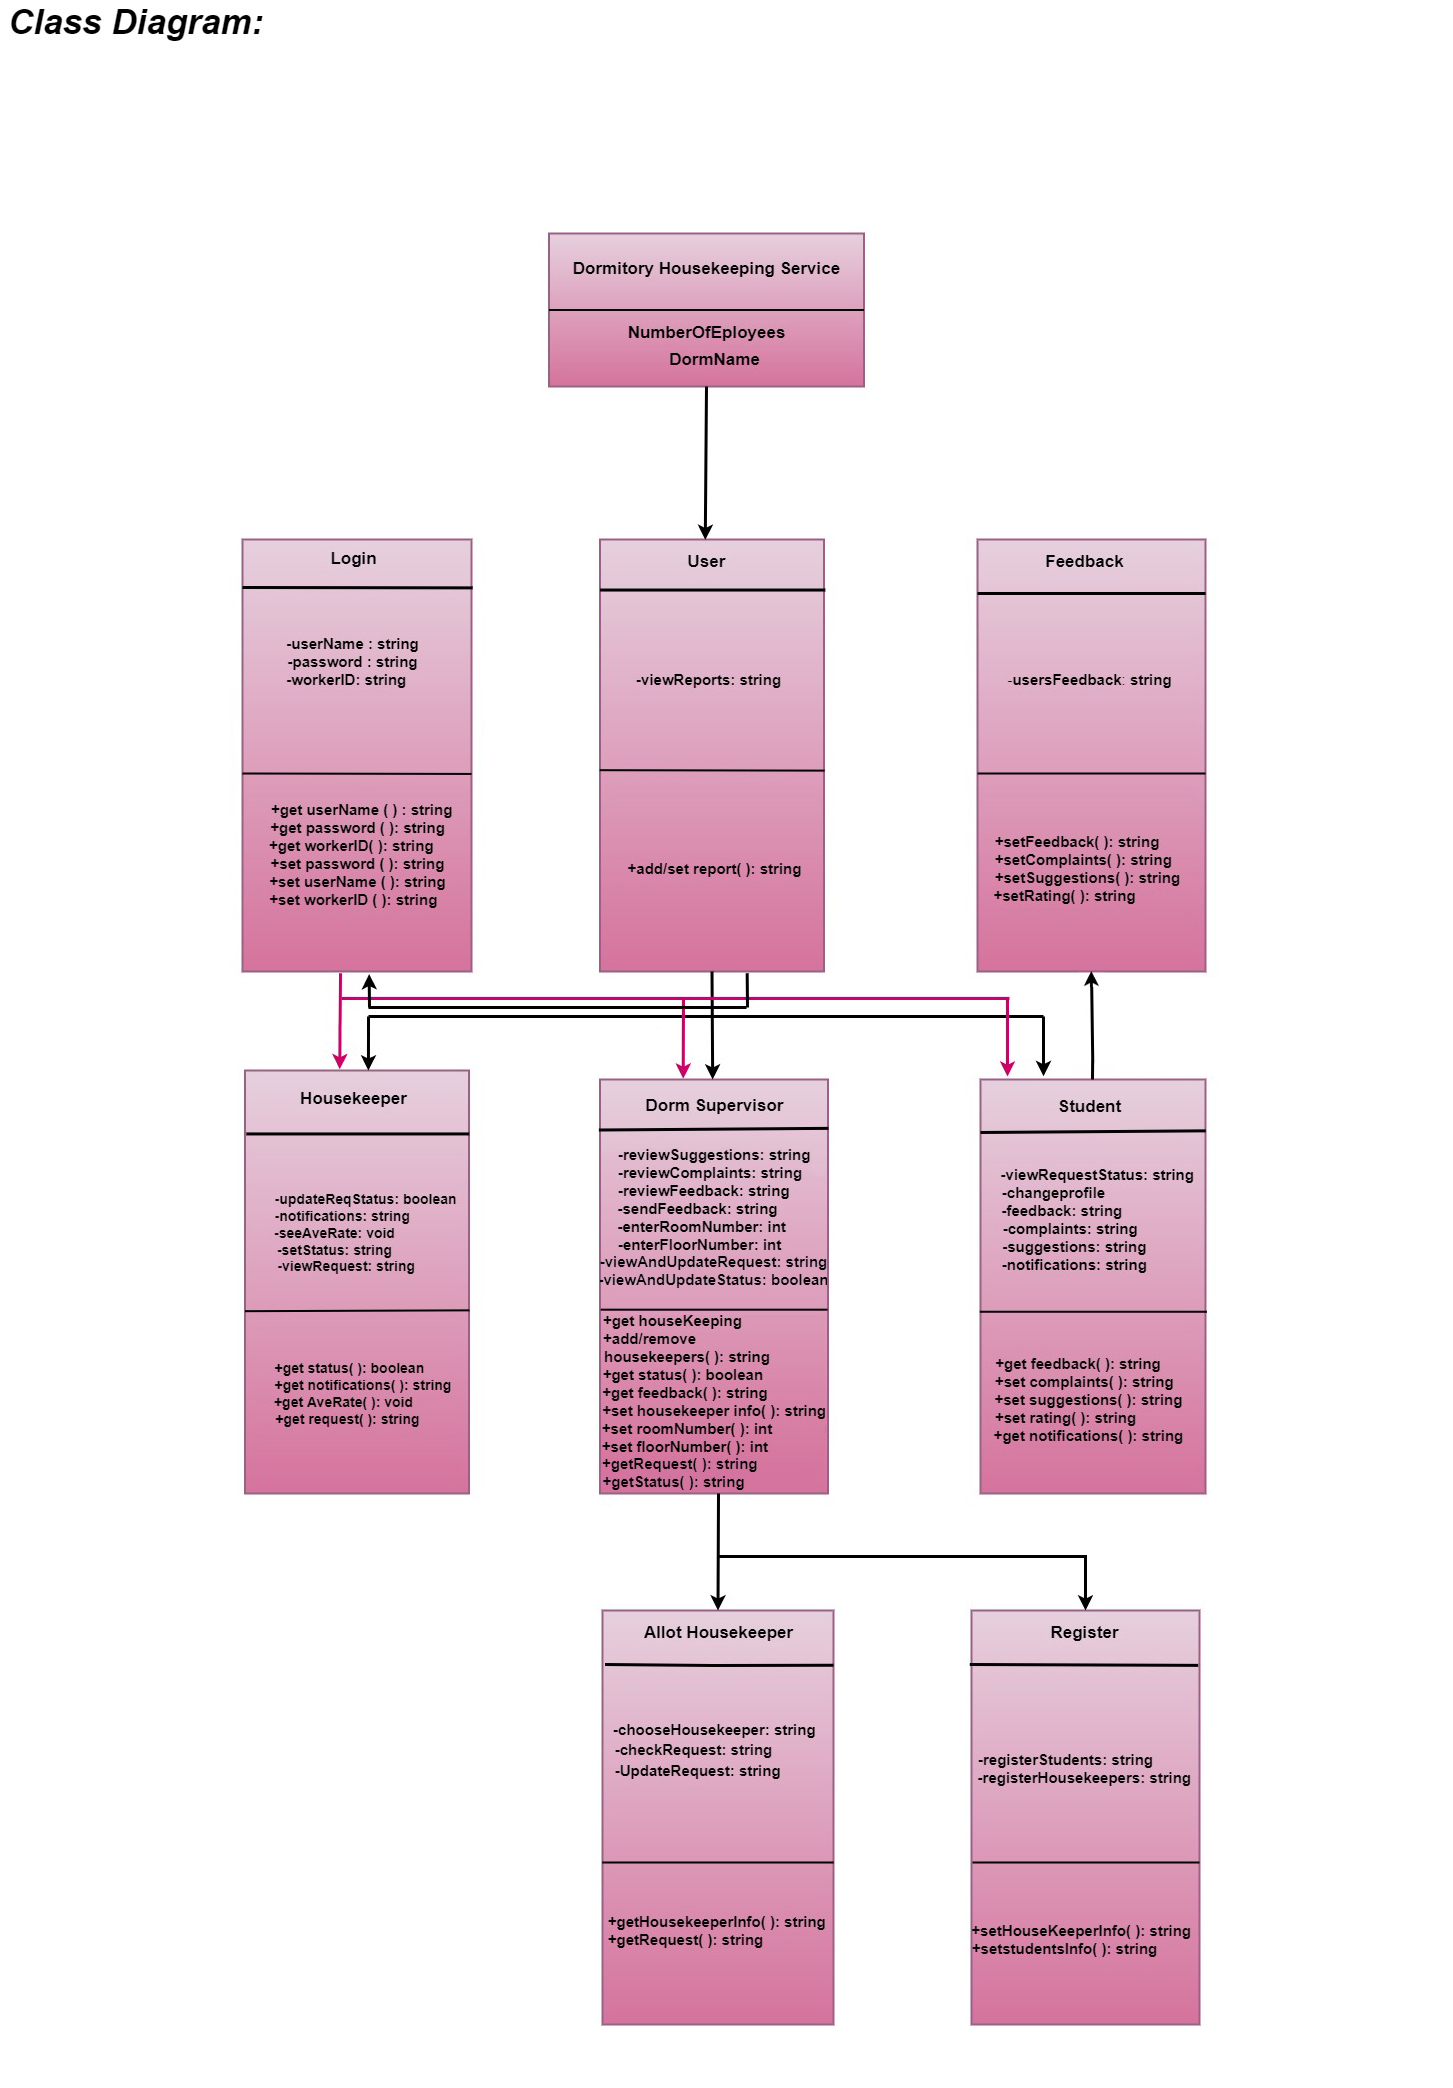 Class Diagram:
Dormitory Housekeeping Service
NumberOfEployees
DormName
Login
-userName : string
-password : string
-workerID: string
+get userName ( ) : string
+get password ( ): string
+get workerID( ): string
+set password ( ): string
+set userName ( ): string
+set workerID ( ): string
User
-viewReports: string
+add/set report( ): string
Feedback
-usersFeedback: string
+setFeedback( ): string
+setComplaints( ): string
+setSuggestions( ): string
+setRating( ): string
Housekeeper
-updateReqStatus: boolean
-notifications: string
-seeAveRate: void
-setStatus: string
-viewRequest: string
+get status( ): boolean
+get notifications( ): string
+get AveRate( ): void
+get request( ): string
Dorm Supervisor
-reviewSuggestions: string
-reviewComplaints: string
-reviewFeedback: string
-sendFeedback: string
-enterRoomNumber: int
-enterFloorNumber: int
-viewAndUpdateRequest: string
-viewAndUpdateStatus: boolean
+get houseKeeping
+add/remove
housekeepers( ): string
+get status( ): boolean
+get feedback( ): string
+set housekeeper info( ): string
+set roomNumber( ): int
+set floorNumber( ): int
+getRequest( ): string
+getStatus( ): string
Student
-viewRequestStatus: string
-changeprofile
-feedback: string
-complaints: string
-suggestions: string
-notifications: string
+get feedback( ): string
+set complaints( ): string
+set suggestions( ): string
+set rating( ): string
+get notifications( ): string
Allot Housekeeper
-chooseHousekeeper: string
-checkRequest: string
-UpdateRequest: string
+getHousekeeperInfo( ): string
+getRequest( ): string
Register
-registerStudents: string
-registerHousekeepers: string
+setHouseKeeperInfo( ): string
+setstudentsInfo( ): string